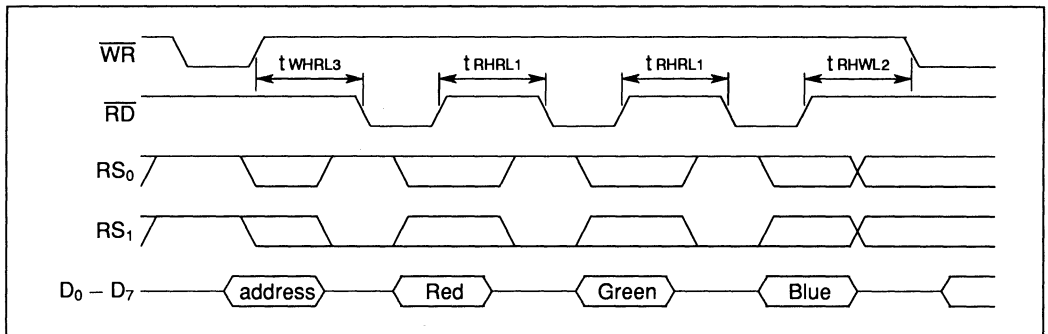 WR
t WHRL3 t RHRL1 t RHRL1 t RHWL2
RD
RS0
RS1
D0 – D7 address Red Green Blue